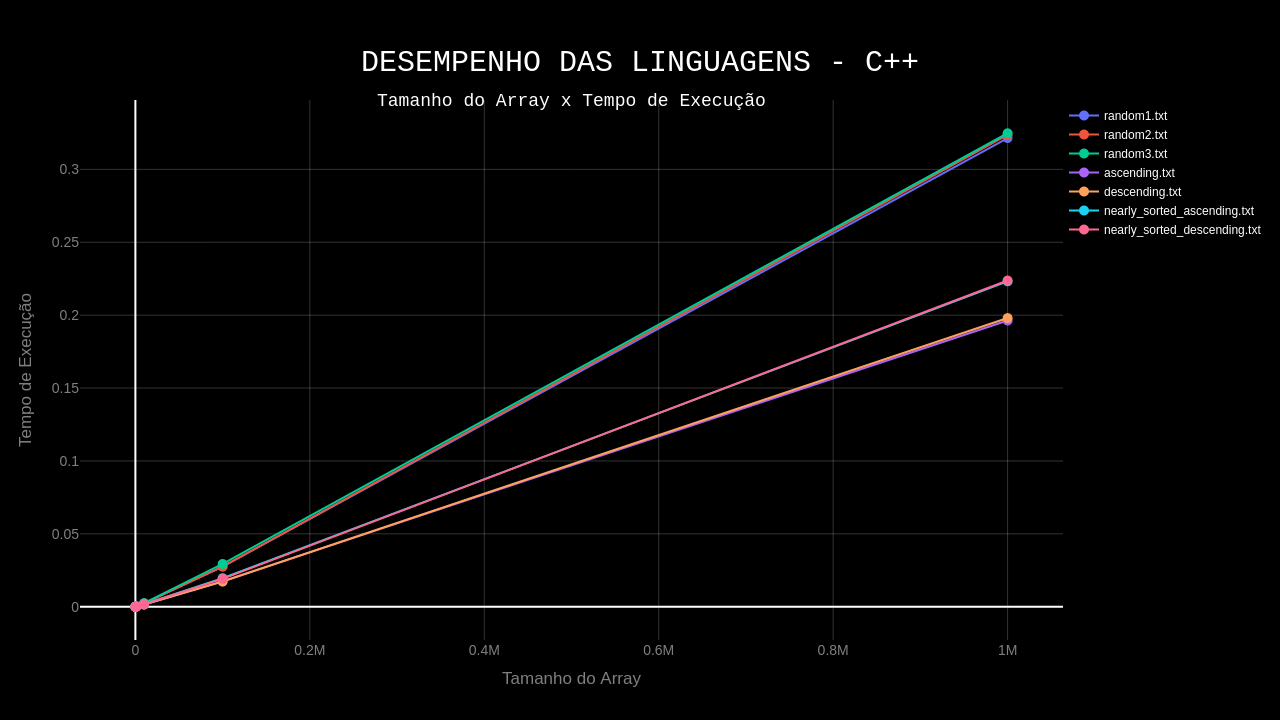 DESEMPENHO DAS LINGUAGENS - C++
Tamanho do Array x Tempo de Execução
random1.txt
random2.txt
random3.txt
ascending.txt
descending.txt
nearly_sorted_ascending.txt
nearly_sorted_descending.txt
Tempo de Execução
0.3
0.25
0.2
0.15
0.1
0.05
0
0 0.2M 0.4M 0.6M 0.8M 1M
Tamanho do Array